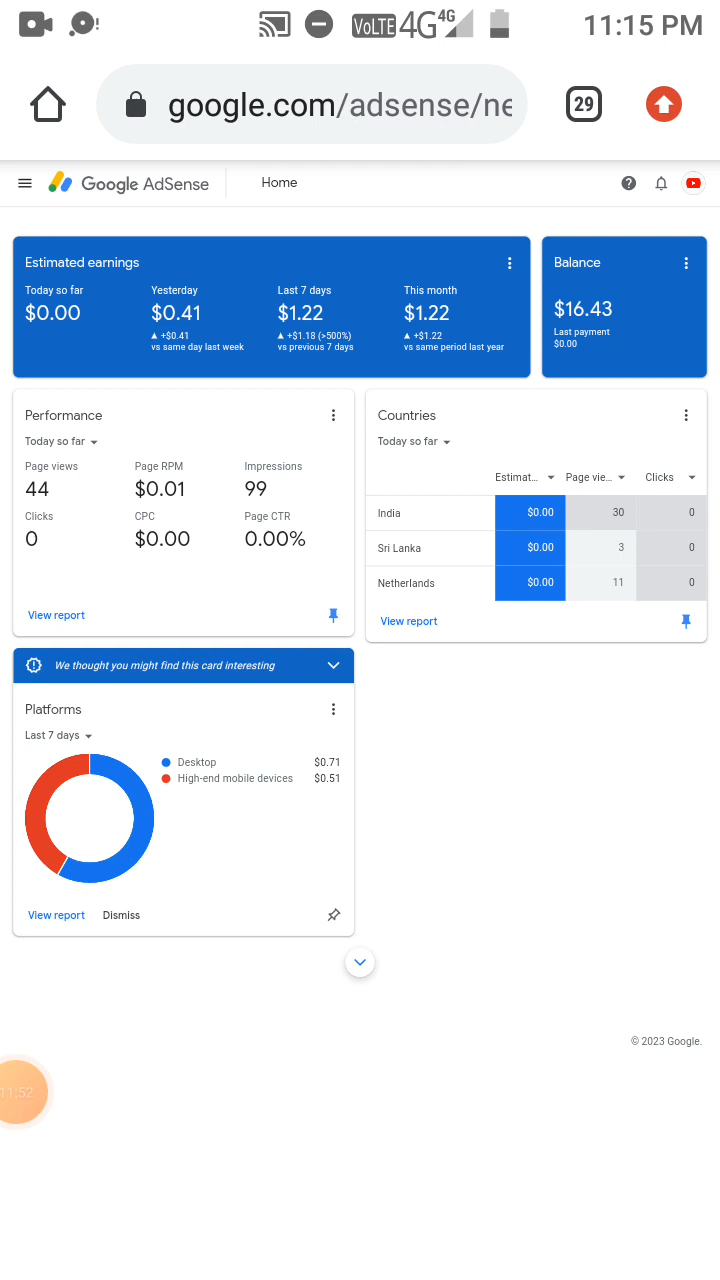 VoLTE 4G 4G 11:15 PM
google.com/adsense/ne
29
Google AdSense Home
Estimated earnings
Today so far Yesterday Last 7 days This month
$0.00 $0.41 $1.22 $1.22
+$0.41 +$1.18 (>500%) +$1.22
vs same day last week vs previous 7 days vs same period last year
Balance
$16.43
Last payment
$0.00
Performance
Today so far
Page views Page RPM Impressions
44 $0.01 99
Clicks CPC Page CTR
0 $0.00 0.00%
View report
Countries
Today so far
Estimat... Page vie... Clicks
India $0.00 30 0
Sri Lanka $0.00 3 0
Netherlands $0.00 11 0
View report
We thought you might find this card interesting
Platforms
Last 7 days
Desktop $0.71
High-end mobile devices $0.51
View report Dismiss
© 2023 Google.
11:52